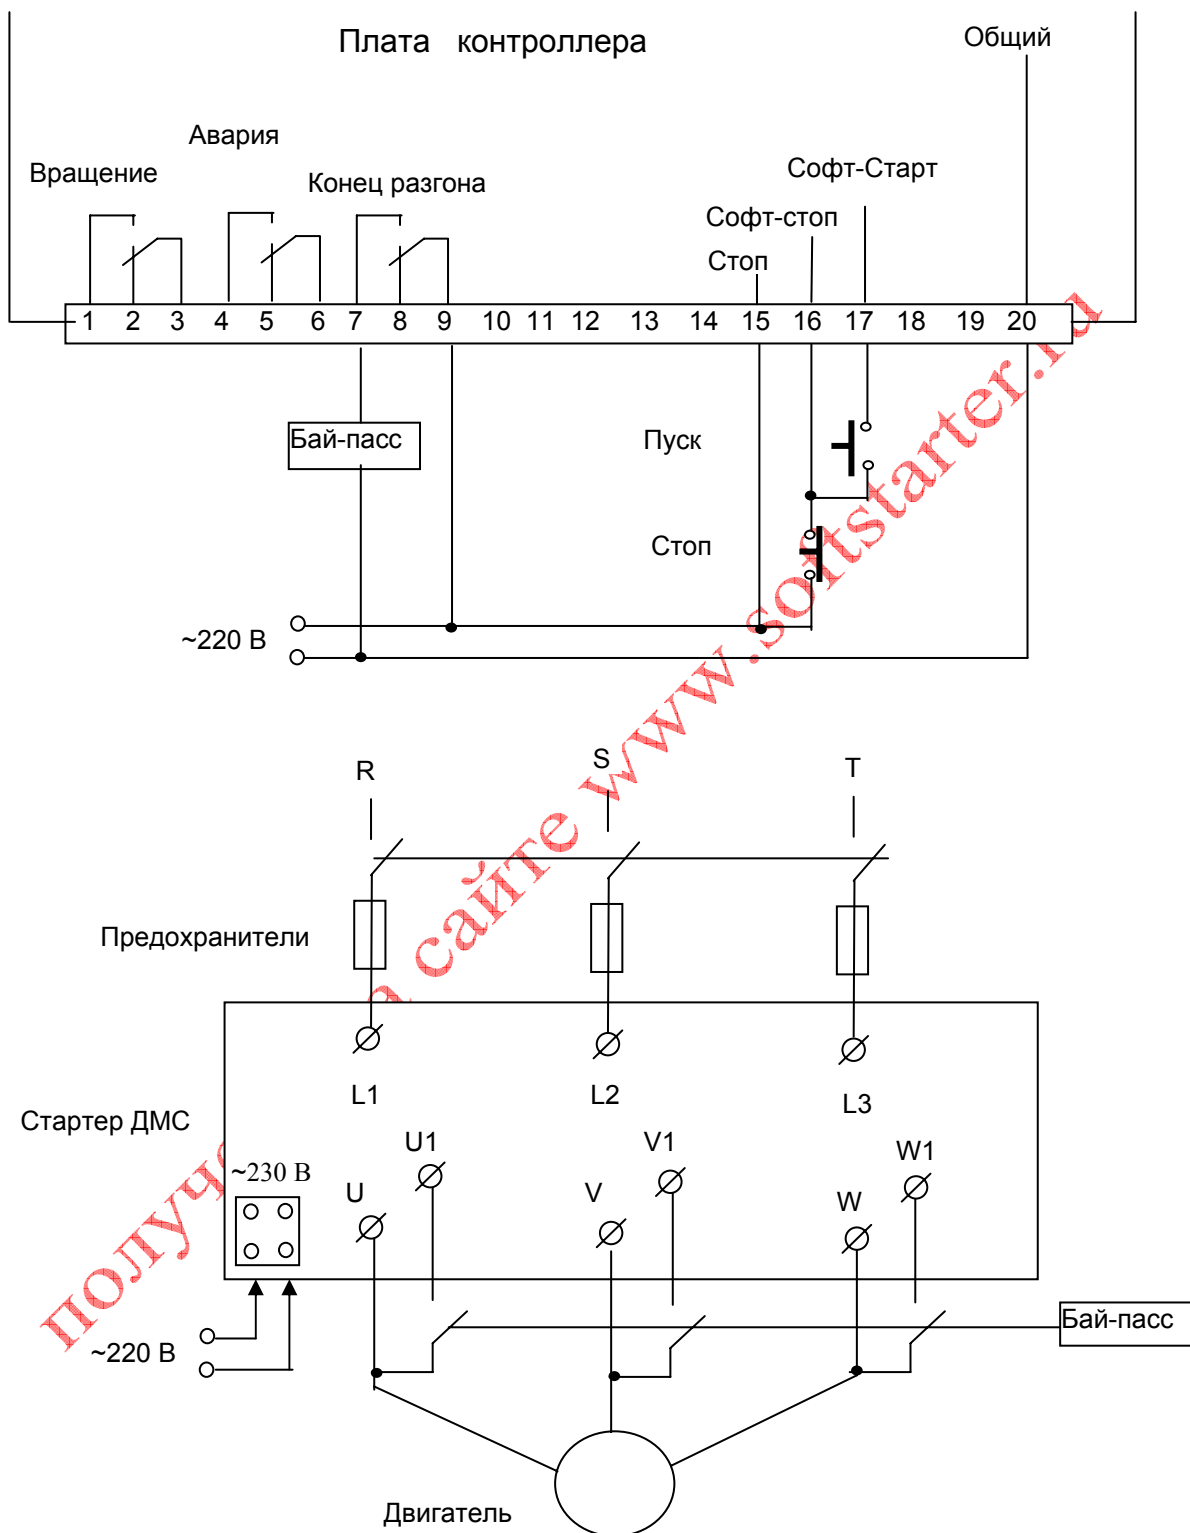 Плата контроллера
Общий
Авария
Вращение
Конец разгона
Софт-Старт
Софт-стоп
Стоп
1 2 3 4 5 6 7 8 9 10 11 12 13 14 15 16 17 18 19 20
Бай-пасс
Пуск
Стоп
~220 В
R S T
Предохранители
L1 L2 L3
Стартер ДМС
U1 V1 W1
~230 В
U V W
~220 В
Бай-пасс
Двигатель
сайте www.softstarter.ru